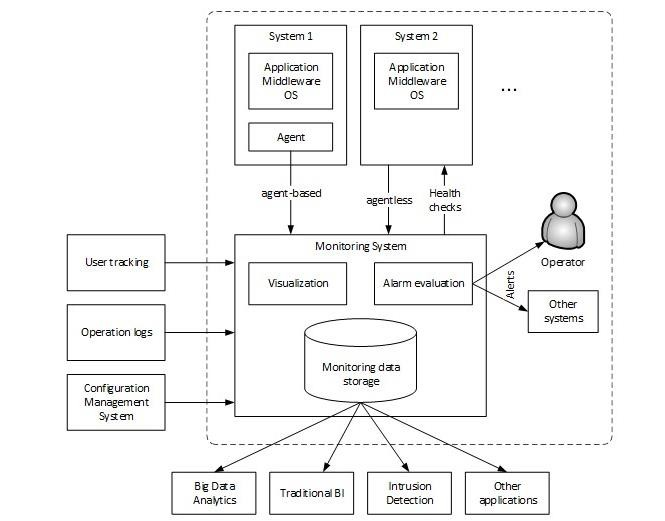 System 1
Application
Middleware
OS
Agent
System 2
Application
Middleware
OS
...
agent-based
agentless
Health
checks
Monitoring System
Visualization
Alarm evaluation
Alerts
Operator
Other
systems
User tracking
Operation logs
Configuration
Management
System
Monitoring data
storage
Big Data
Analytics
Traditional BI
Intrusion
Detection
Other
applications